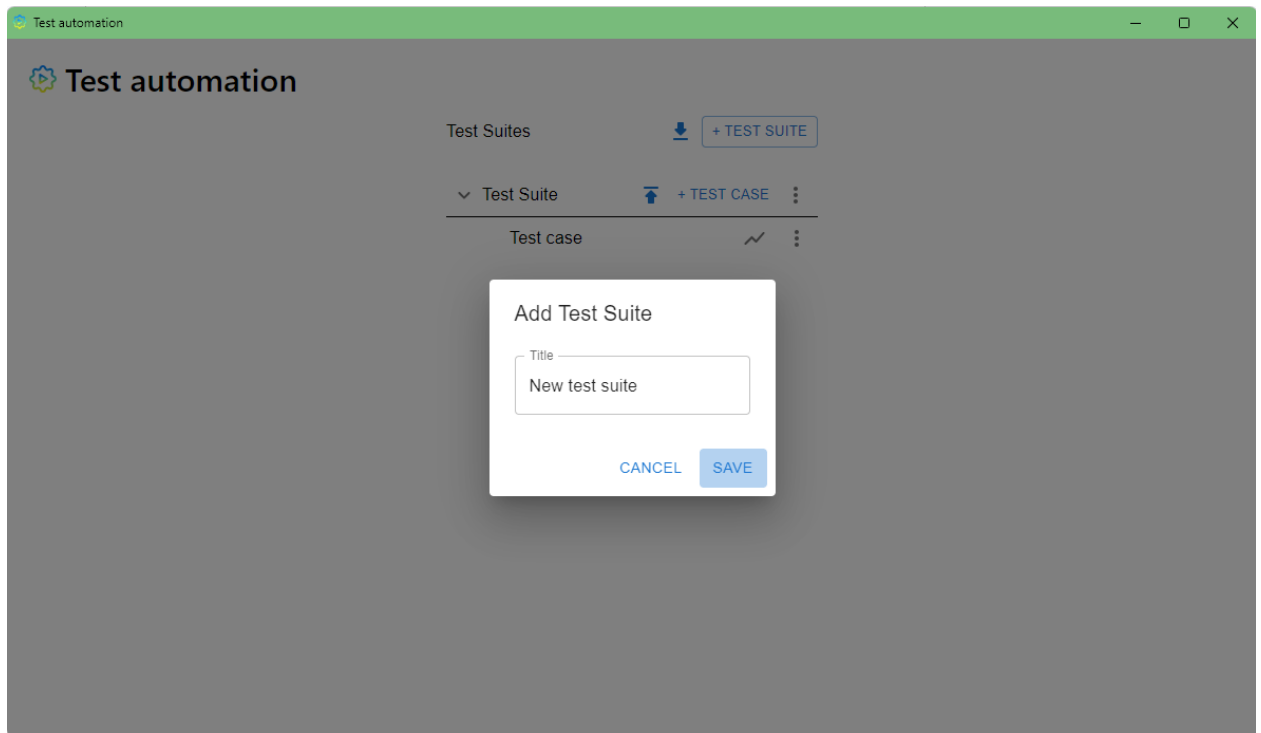 Test automation
Test automation
Test Suites + TEST SUITE
Test Suite + TEST CASE
Test case
Add Test Suite
Title
New test suite
CANCEL SAVE